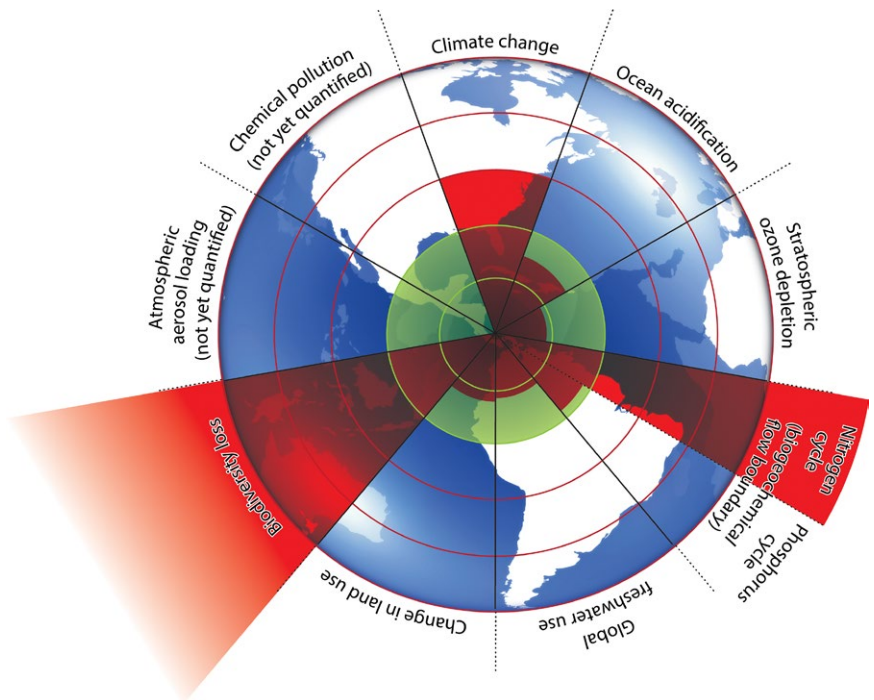 Climate change
Ocean acidification
Stratospheric
ozone depletion
Nitrogen
cycle
(biogeochemical
flow boundary)
Phosphorus
cycle
Global
freshwater use
Change in land use
Biodiversity loss
Atmospheric
aerosol loading
(not yet quantified)
Chemical pollution
(not yet quantified)